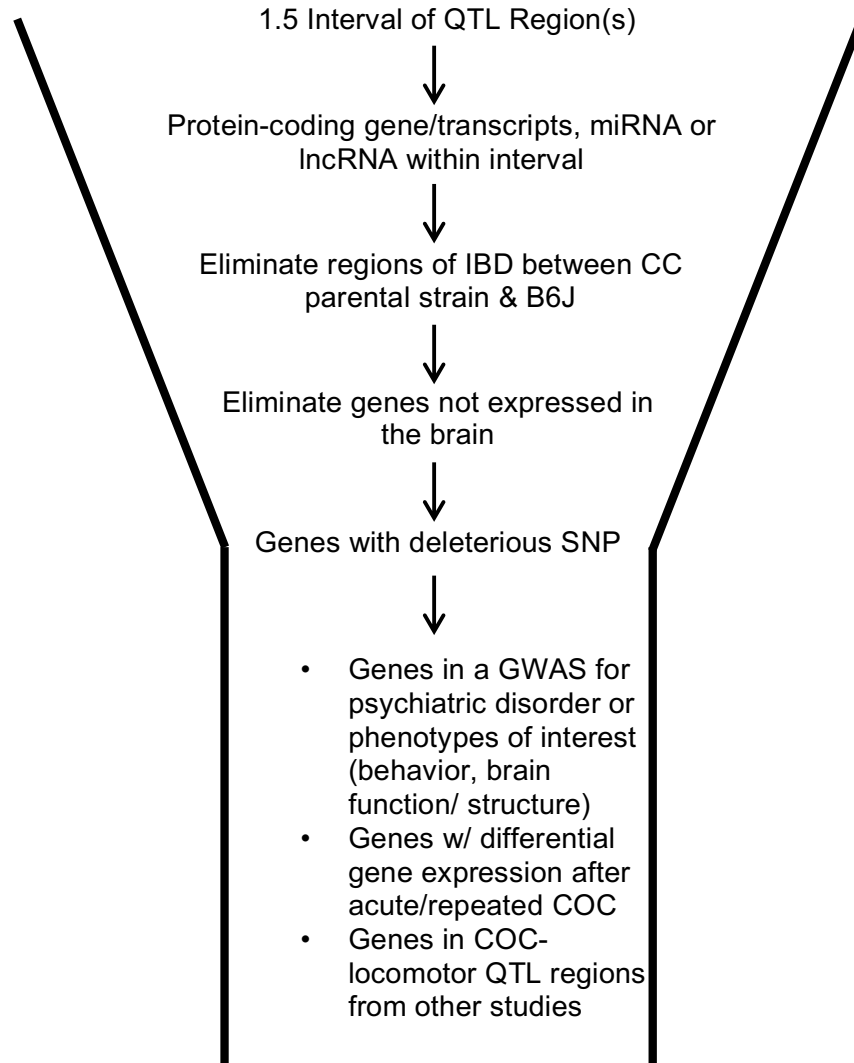 1.5 Interval of QTL Region(s)
Protein-coding gene/transcripts, miRNA or
lncRNA within interval
Eliminate regions of IBD between CC
parental strain & B6J
Eliminate genes not expressed in
the brain
Genes with deleterious SNP
• Genes in a GWAS for
psychiatric disorder or
phenotypes of interest
(behavior, brain
function/ structure)
• Genes w/ differential
gene expression after
acute/repeated COC
• Genes in COC-
locomotor QTL regions
from other studies